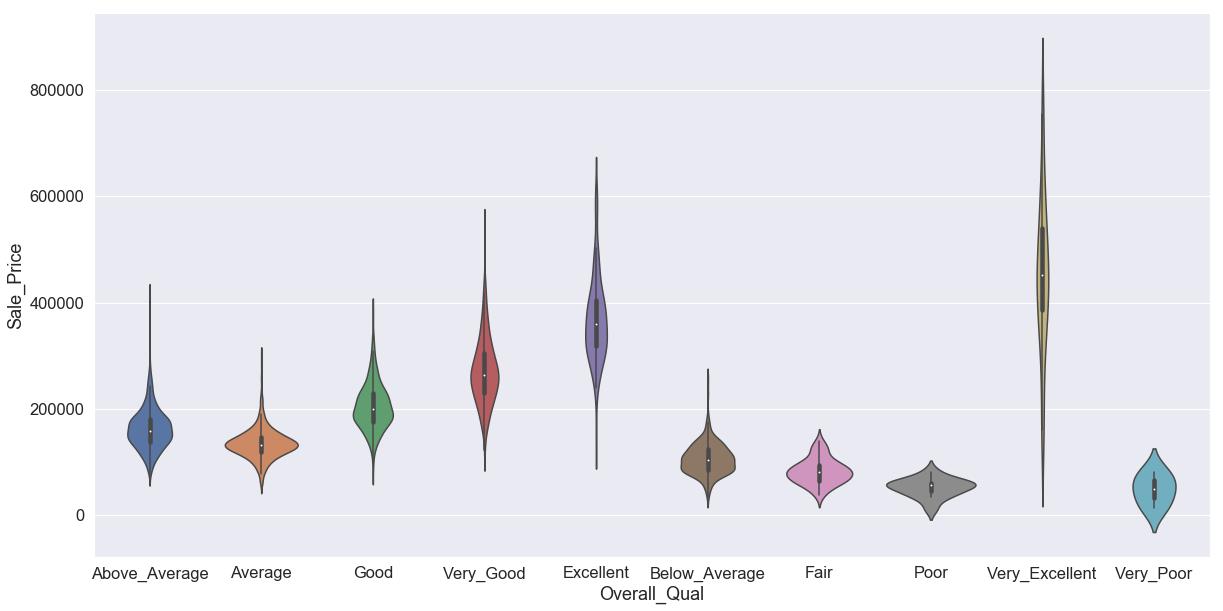 800000
600000
400000
200000
0
Sale_Price
Above_Average Average Good Very_Good Excellent Below_Average Fair Poor Very_Excellent Very_Poor
Overall_Qual